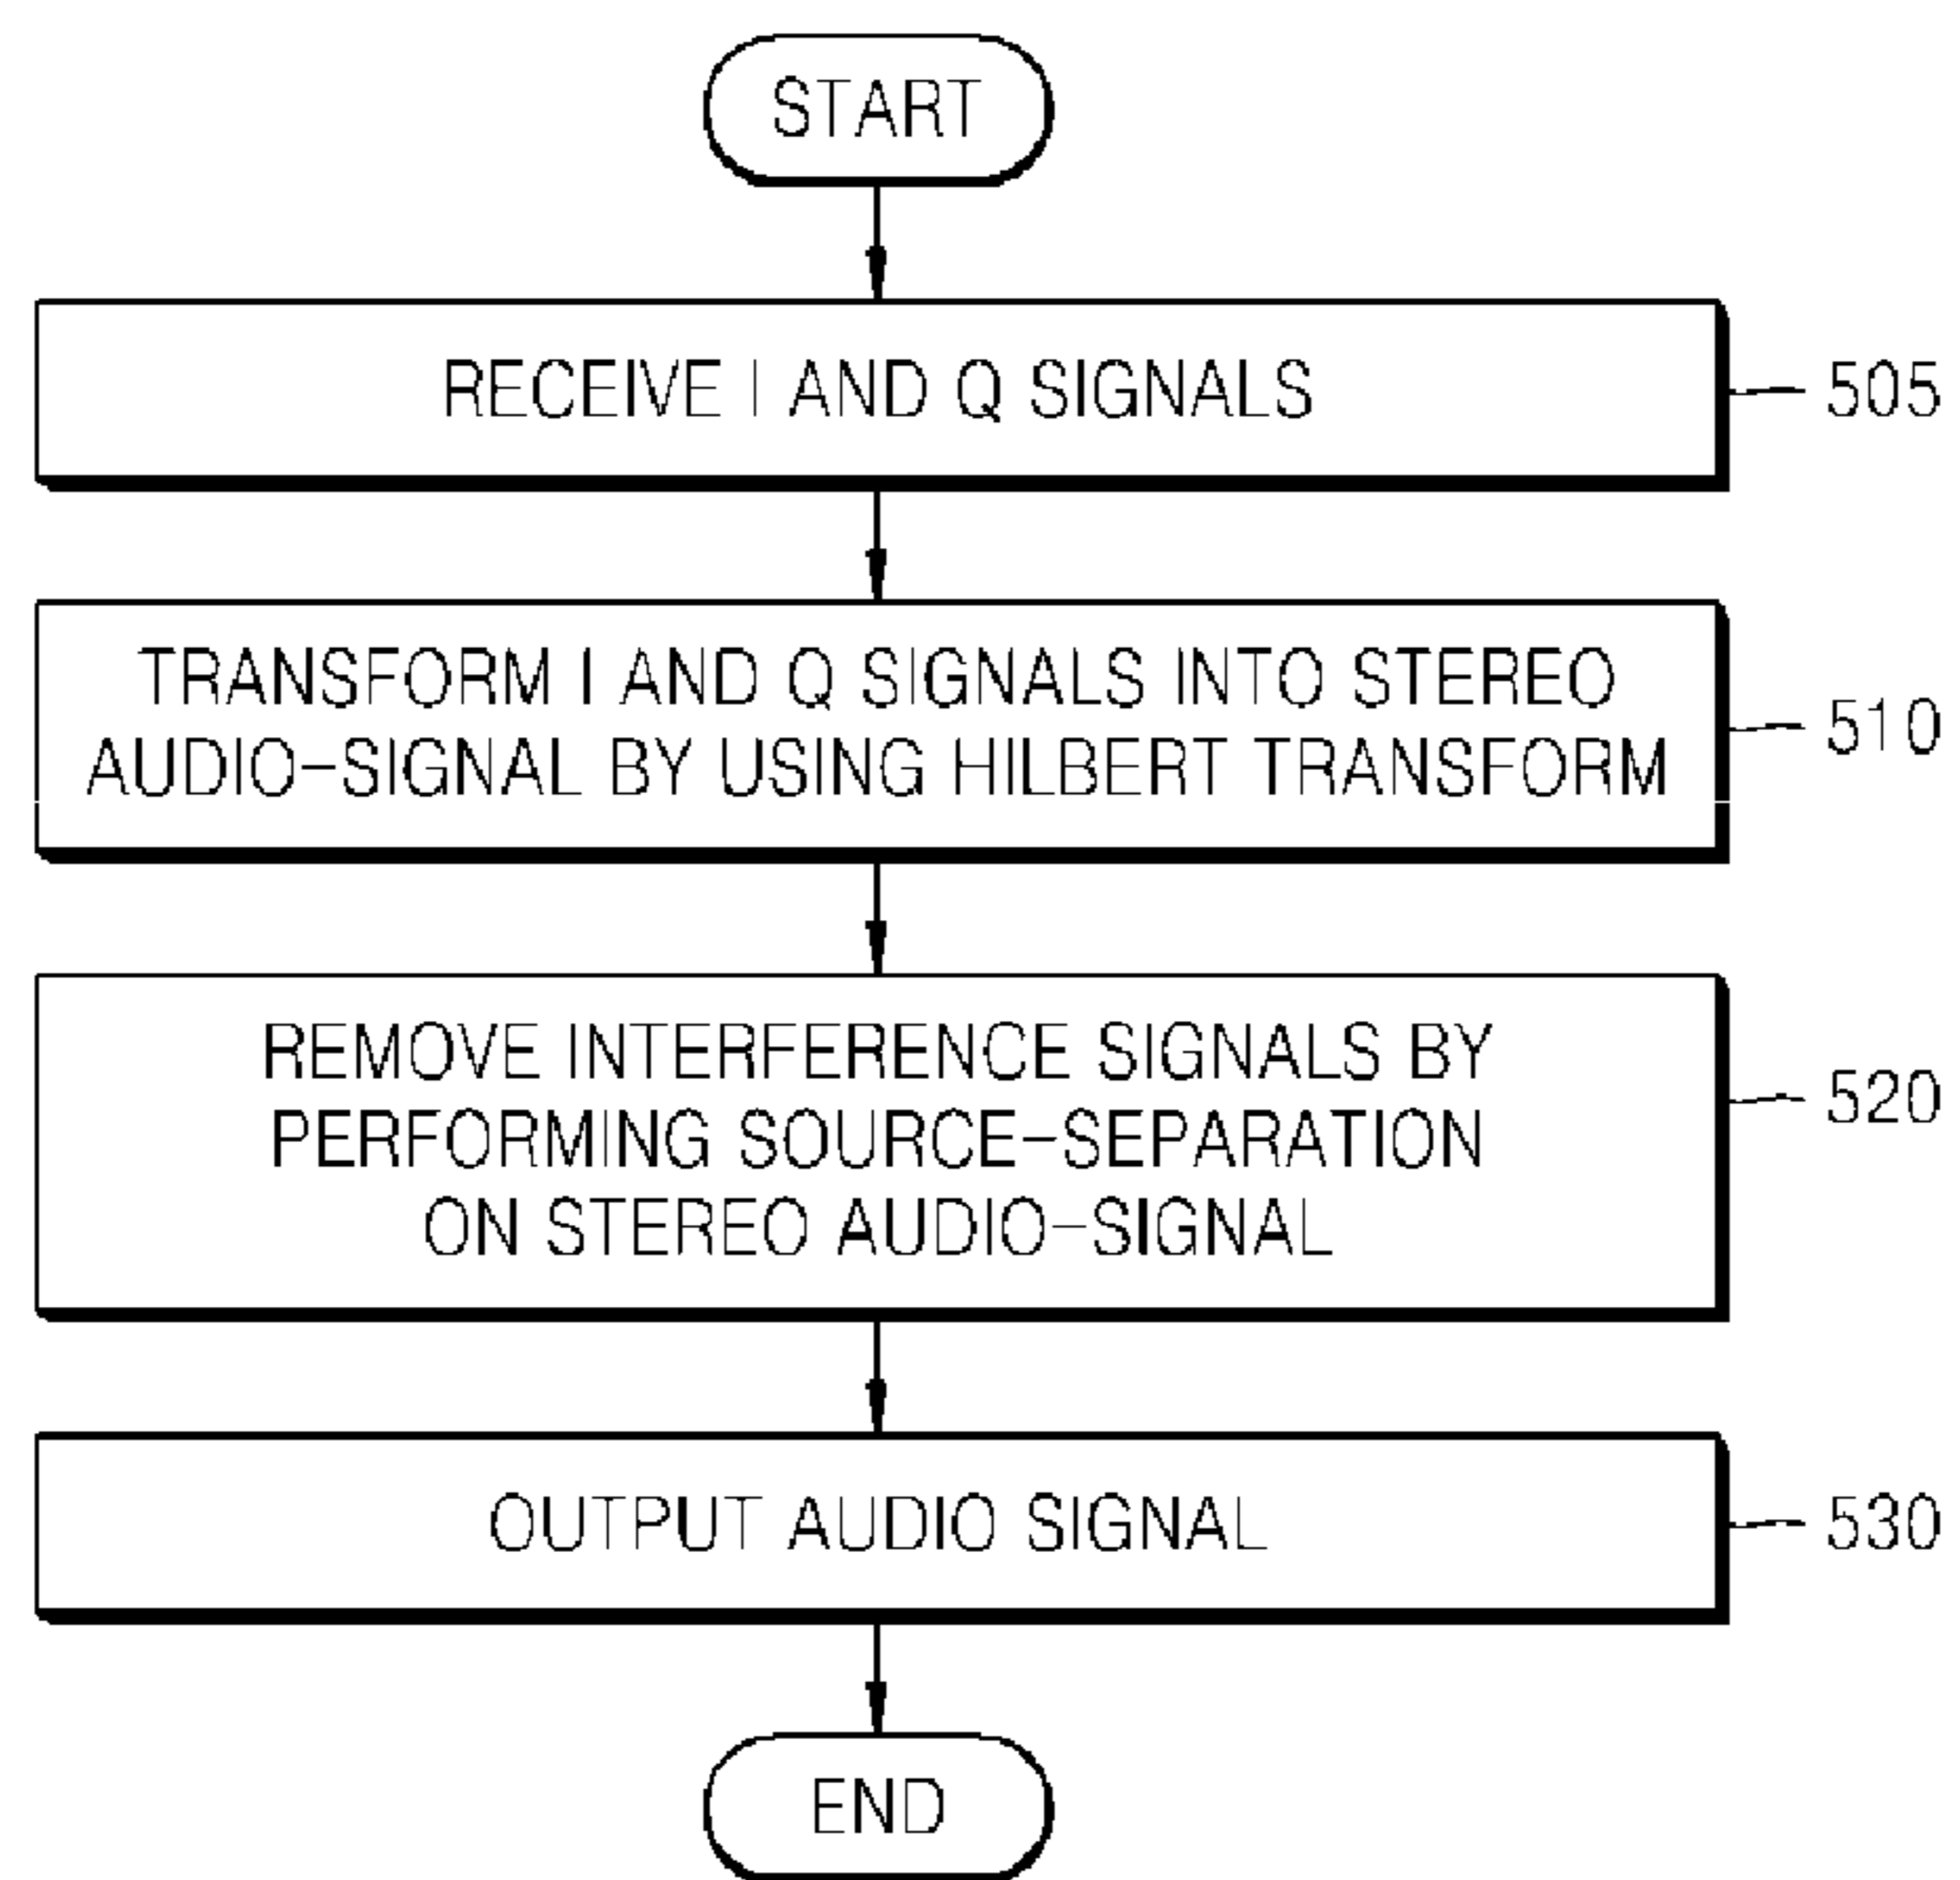 START
RECEIVE I AND Q SIGNALS
505
TRANSFORM I AND Q SIGNALS INTO STEREO
AUDIO-SIGNAL BY USING HILBERT TRANSFORM
510
REMOVE INTERFERENCE SIGNALS BY
PERFORMING SOURCE-SEPARATION
ON STEREO AUDIO-SIGNAL
520
OUTPUT AUDIO SIGNAL
530
END